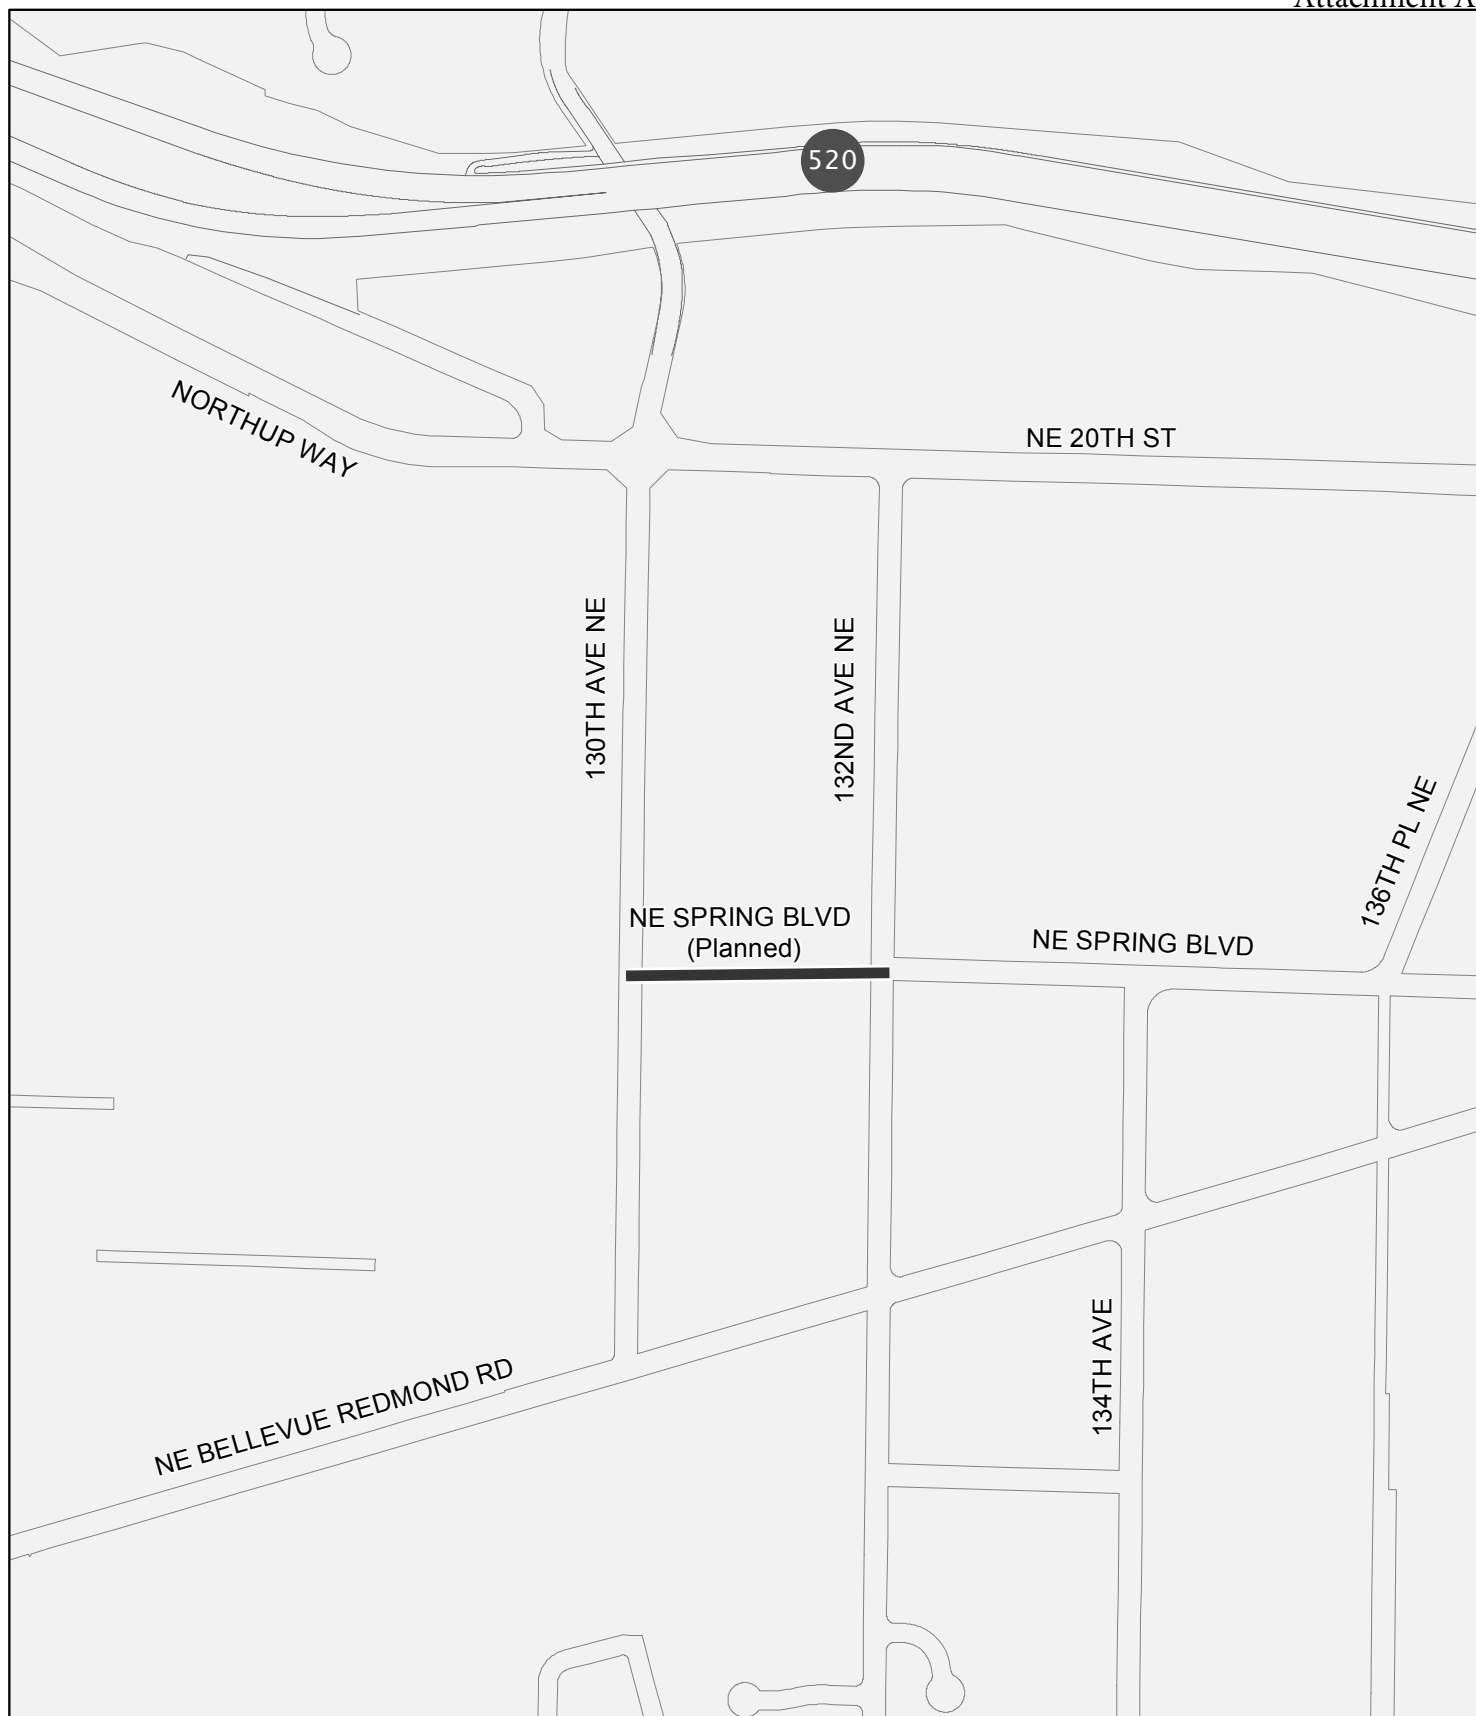 Attachment A
520
NORTHUP WAY
NE 20TH ST
130TH AVE NE
132ND AVE NE
136TH PL NE
NE SPRING BLVD
(Planned)
NE SPRING BLVD
134TH AVE
NE BELLEVUE REDMOND RD